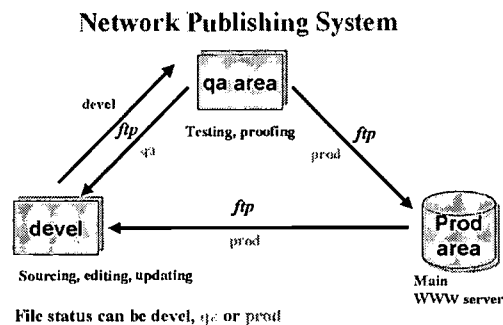 Network Publishing System
devel
ftp
qa
qa area
Testing, proofing
ftp
prod
devel
Sourcing, editing, updating
ftp
prod
Prod
area
Main
WWW server
File status can be devel, qa or prod